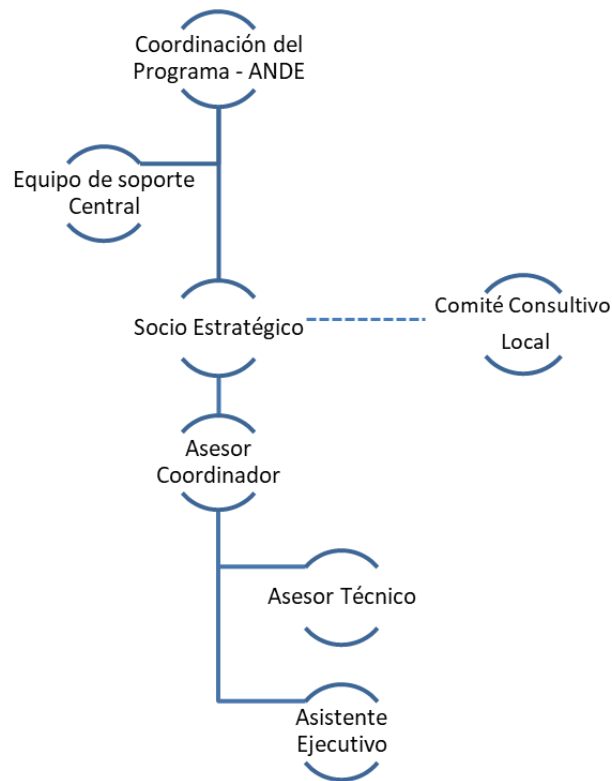 Coordinación del
Programa - ANDE
Equipo de soporte
Central
Socio Estratégico
Comité Consultivo
Local
Asesor
Coordinador
Asesor Técnico
Asistente
Ejecutivo